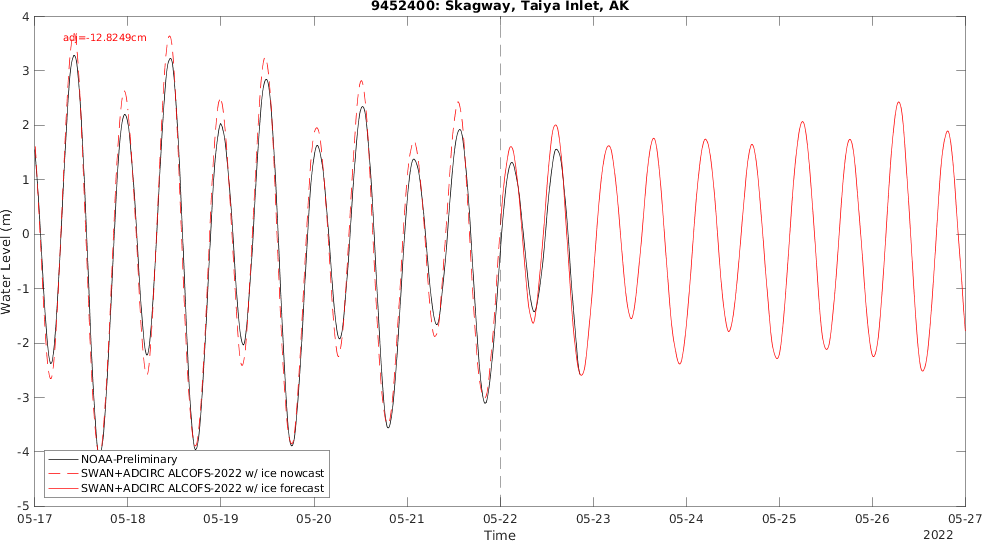 9452400: Skagway, Taiya Inlet, AK
adj=-12.8249cm
4
3
2
1
0
-1
-2
-3
-4
-5
Water Level (m)
NOAA-Preliminary
SWAN+ADCIRC ALCOFS-2022 w/ ice nowcast
SWAN+ADCIRC ALCOFS-2022 w/ ice forecast
05-17 05-18 05-19 05-20 05-21 05-22 05-23 05-24 05-25 05-26 05-27
Time
2022